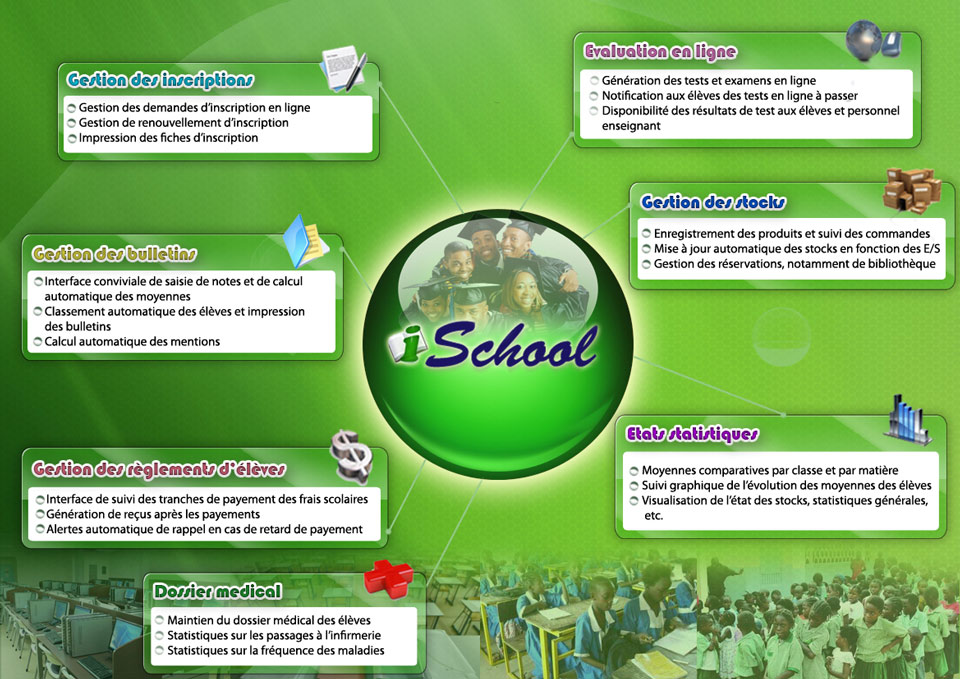 Gestion des inscriptions
Gestion des demandes d'inscription en ligne
Gestion de renouvellement d'inscription
Impression des fiches d'inscription
Evaluation en ligne
Génération des tests et examens en ligne
Notification aux élèves des tests en ligne à passer
Disponibilité des résultats de test aux élèves et personnel
enseignant
Gestion des stocks
Enregistrement des produits et suivi des commandes
Mise à jour automatique des stocks en fonction des E/S
Gestion des réservations, notamment de bibliothèque
Gestion des bulletins
Interface conviviale de saisie de notes et de calcul
automatique des moyennes
Classement automatique des élèves et impression
des bulletins
Calcul automatique des mentions
i School
Etats statistiques
Moyennes comparatives par classe et par matière
Suivi graphique de l'évolution des moyennes des élèves
Visualisation de l'état des stocks, statistiques générales,
etc.
Gestion des règlements d'élèves
Interface de suivi des tranches de payement des frais scolaires
Génération de reçus après les payements
Alertes automatique de rappel en cas de retard de payement
Dossier medical
Maintien du dossier médical des élèves
Statistiques sur les passages à l'infirmerie
Statistiques sur la fréquence des maladies